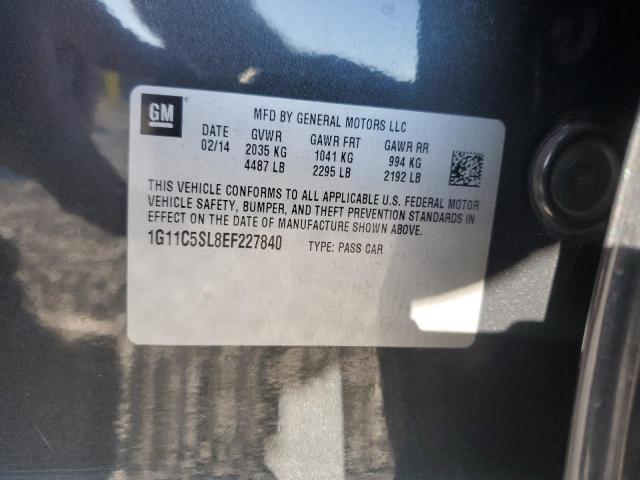 GM
MFD BY GENERAL MOTORS LLC
DATE GVWR GAWR FRT GAWR RR
02/14 2035 KG 1041 KG 994 KG
4487 LB 2295 LB 2192 LB
THIS VEHICLE CONFORMS TO ALL APPLICABLE U.S. FEDERAL MOTOR
VEHICLE SAFETY, BUMPER, AND THEFT PREVENTION STANDARDS IN
EFFECT ON THE DATE OF MANUFACTURE SHOWN ABOVE.
1G11C5SL8EF227840 TYPE: PASS CAR